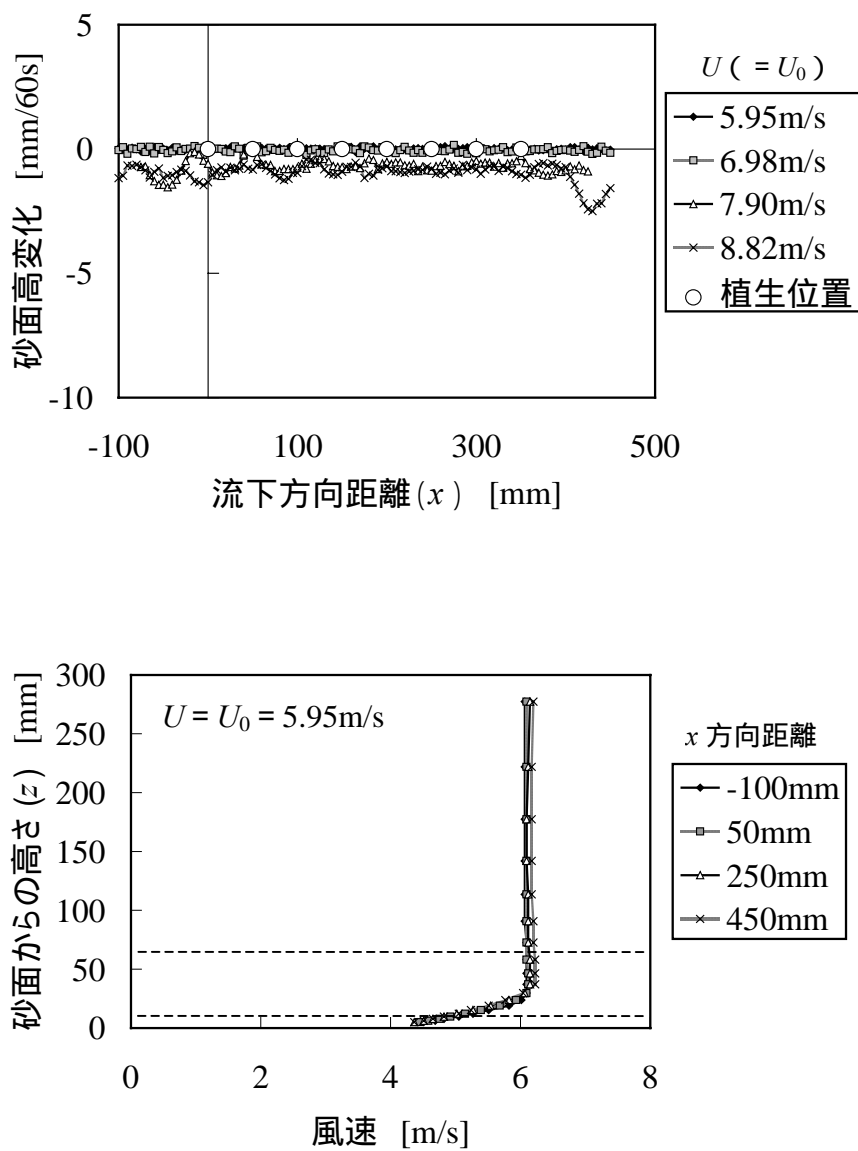 5
0
-5
-10
砂面高変化 [mm/60s]
-100
100
300
500
流下方向距離(x) [mm]
U ( = U0 )
5.95m/s
6.98m/s
7.90m/s
8.82m/s
植生位置
300
250
200
150
100
50
0
砂面からの高さ(z) [mm]
U = U0 = 5.95m/s
0
2
4
6
8
風速 [m/s]
x 方向距離
-100mm
50mm
250mm
450mm